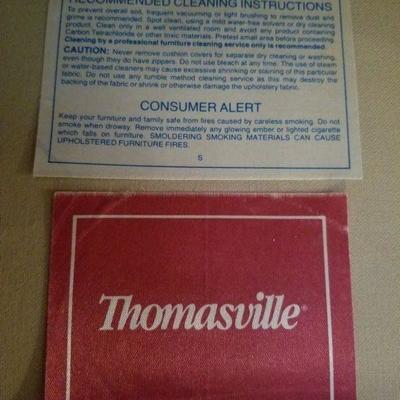 RECOMMENDED CLEANING INSTRUCTIONS
To prevent overall soil, frequent vacuuming or light brushing to remove dust and
grime is recommended. Spot clean, using a mild water-free solvent or dry cleaning
product. Clean only in a well ventilated room and avoid any product containing
Carbon Tetrachloride or other toxic materials. Pretest small area before proceeding.
Cleaning by a professional furniture cleaning service only is recommended.
CAUTION: Never remove cushion covers for separate dry cleaning or washing,
even though they do have zippers. Do not use bleach at any time. The use of steam
or water-based cleaners may cause excessive shrinking or staining of this particular
fabric. Do not use any tumble method cleaning service as this may destroy the
backing of the fabric or shrink or otherwise damage the upholstery fabric.
CONSUMER ALERT
Keep your furniture and family safe from fires caused by careless smoking. Do not
smoke when drowsy. Remove immediately any glowing ember or lighted cigarette
which falls on furniture. SMOLDERING SMOKING MATERIALS CAN CAUSE
UPHOLSTERED FURNITURE FIRES.
S
Thomasville®